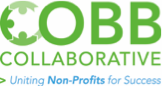 COBB
COLLABORATIVE
> Uniting Non-Profits for Success